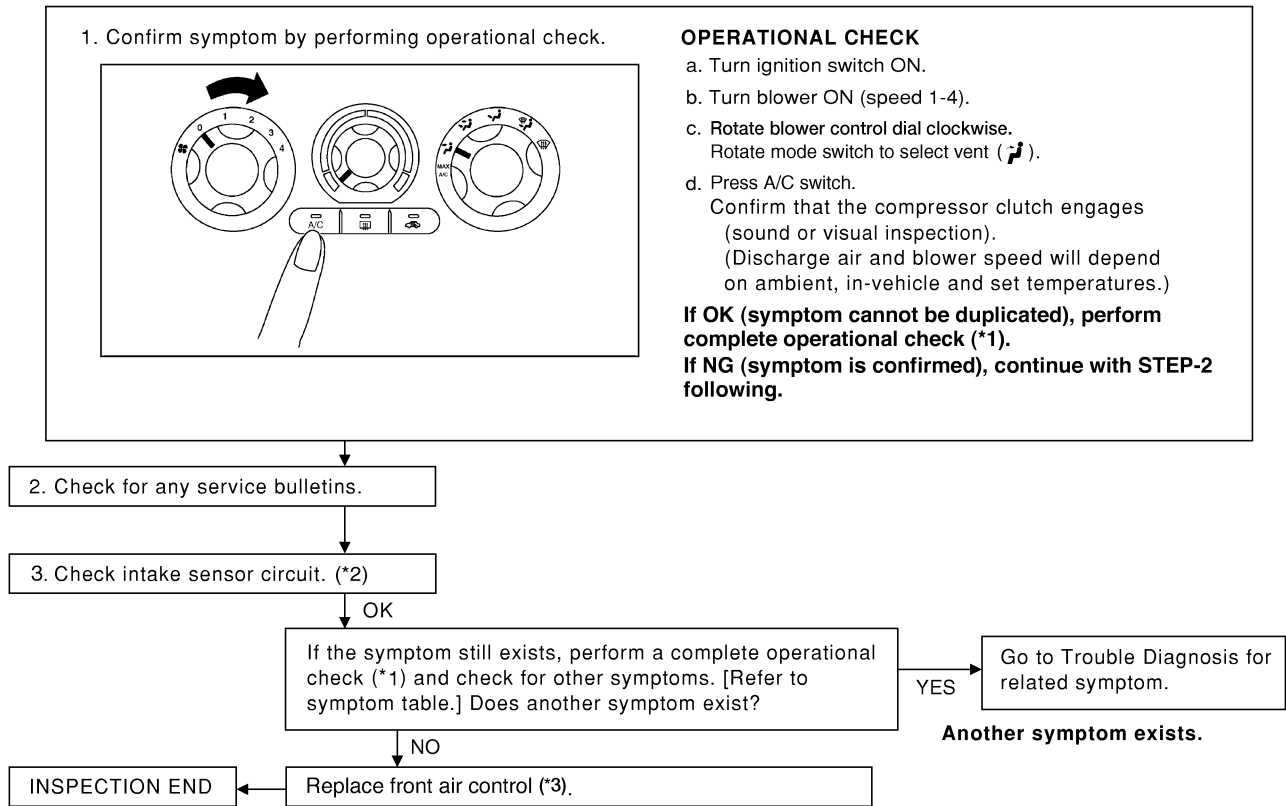 1. Confirm symptom by performing operational check.
0
1
2
3
4
MAX
A/C
A/C
OPERATIONAL CHECK
a. Turn ignition switch ON.
b. Turn blower ON (speed 1-4).
c. Rotate blower control dial clockwise.
Rotate mode switch to select vent ( ).
d. Press A/C switch.
Confirm that the compressor clutch engages
(sound or visual inspection).
(Discharge air and blower speed will depend
on ambient, in-vehicle and set temperatures.)
If OK (symptom cannot be duplicated), perform
complete operational check (*1).
If NG (symptom is confirmed), continue with STEP-2
following.
2. Check for any service bulletins.
3. Check intake sensor circuit. (*2)
OK
If the symptom still exists, perform a complete operational
check (*1) and check for other symptoms. [Refer to
symptom table.] Does another symptom exist?
YES
Go to Trouble Diagnosis for
related symptom.
Another symptom exists.
NO
INSPECTION END
Replace front air control (*3).